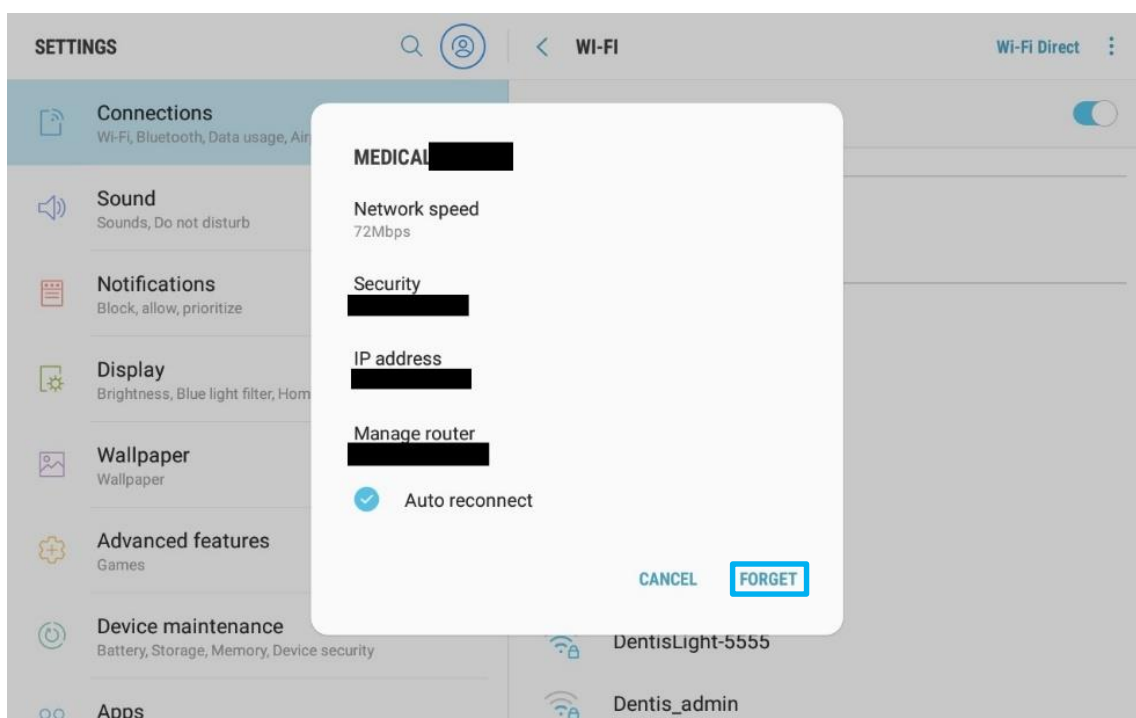 SETTINGS
Connections
Wi-Fi, Bluetooth, Data usage, Air
Sound
Sounds, Do not disturb
Notifications
Block, allow, prioritize
Display
Brightness, Blue light filter, Hom
Wallpaper
Wallpaper
Advanced features
Games
Device maintenance
Battery, Storage, Memory, Device security
Apps
WI-FI
Wi-Fi Direct
MEDICAL
Network speed
72Mbps
Security
IP address
Manage router
Auto reconnect
CANCEL FORGET
DentisLight-5555
Dentis_admin